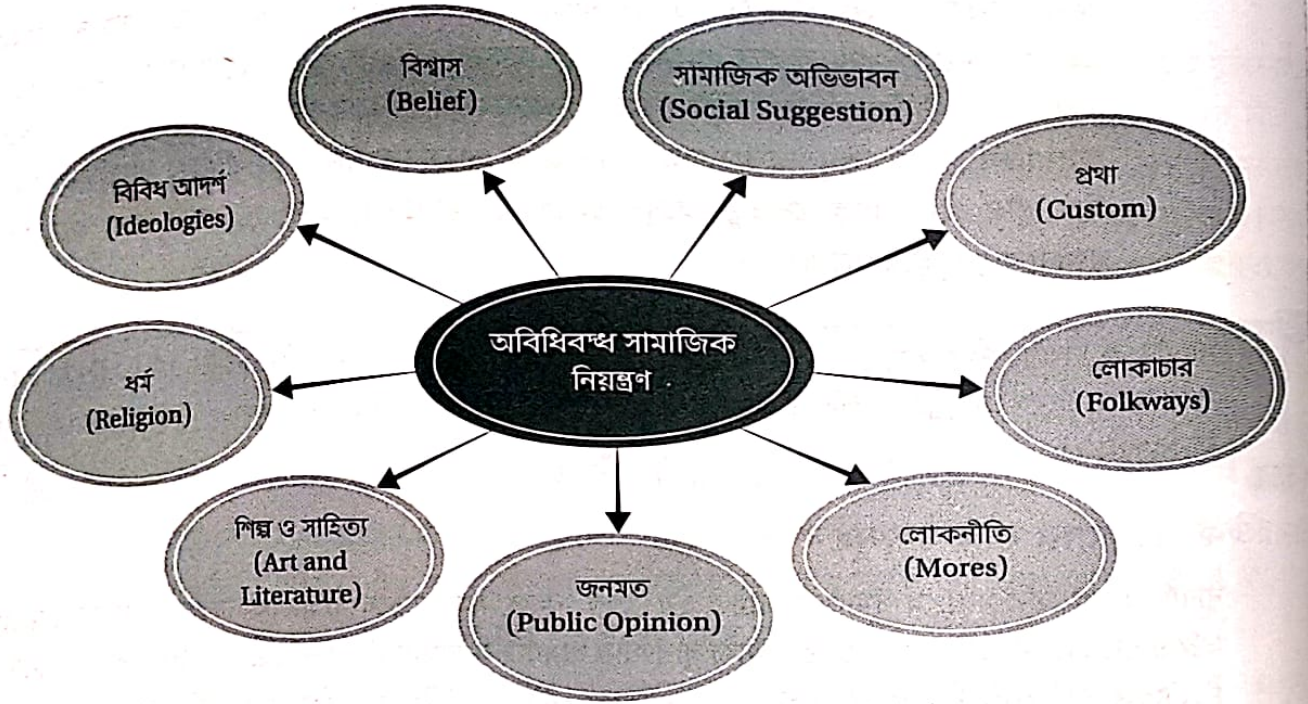 বিশ্বাস
(Belief)
সামাজিক অভিভাবন
(Social Suggestion)
বিবিধ আদর্শ
(Ideologies)
প্রথা
(Custom)
অবিধিবদ্ধ সামাজিক
নিয়ন্ত্রণ
ধর্ম
(Religion)
লোকাচার
(Folkways)
শিল্প ও সাহিত্য
(Art and
Literature)
জনমত
(Public Opinion)
লোকনীতি
(Mores)